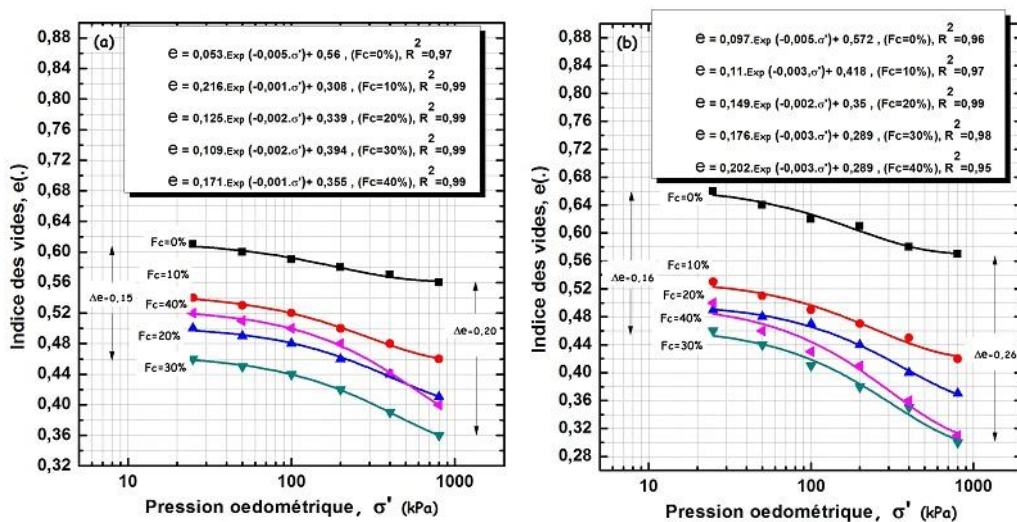 (a)
e = 0,053.Exp (-0,005.σ')+ 0,56 , (Fc=0%), R²=0,97
e = 0,216.Exp (-0,001.σ')+ 0,308 , (Fc=10%), R²=0,99
e = 0,125.Exp (-0,002.σ')+ 0,339 , (Fc=20%), R²=0,99
e = 0,109.Exp (-0,002.σ')+ 0,394 , (Fc=30%), R²=0,99
e = 0,171.Exp (-0,001.σ')+ 0,355 , (Fc=40%), R²=0,99
0,88
0,84
0,80
0,76
0,72
0,68
0,64
0,60
0,56
0,52
0,48
0,44
0,40
0,36
0,32
Indice des vides, e(.)
Fc=0%
Fc=10%
Fc=40%
Fc=20%
Fc=30%
Δe=0,15
Δe=0,20
10
100
1000
Pression oedométrique, σ' (kPa)
(b)
e = 0,097.Exp (-0,005.σ')+ 0,572 , (Fc=0%), R²=0,96
e = 0,11.Exp (-0,003,σ')+ 0,418 , (Fc=10%), R²=0,97
e = 0,149.Exp (-0,002.σ')+ 0,35 , (Fc=20%), R²=0,99
e = 0,176.Exp (-0,003.σ')+ 0,289 , (Fc=30%), R²=0,98
e = 0,202.Exp (-0,003.σ')+ 0,289 , (Fc=40%), R²=0,95
0,88
0,84
0,80
0,76
0,72
0,68
0,64
0,60
0,56
0,52
0,48
0,44
0,40
0,36
0,32
0,28
Indice des vides, e(.)
Fc=0%
Fc=10%
Fc=20%
Fc=40%
Fc=30%
Δe=0,16
Δe=0,26
10
100
1000
Pression oedométrique, σ' (kPa)